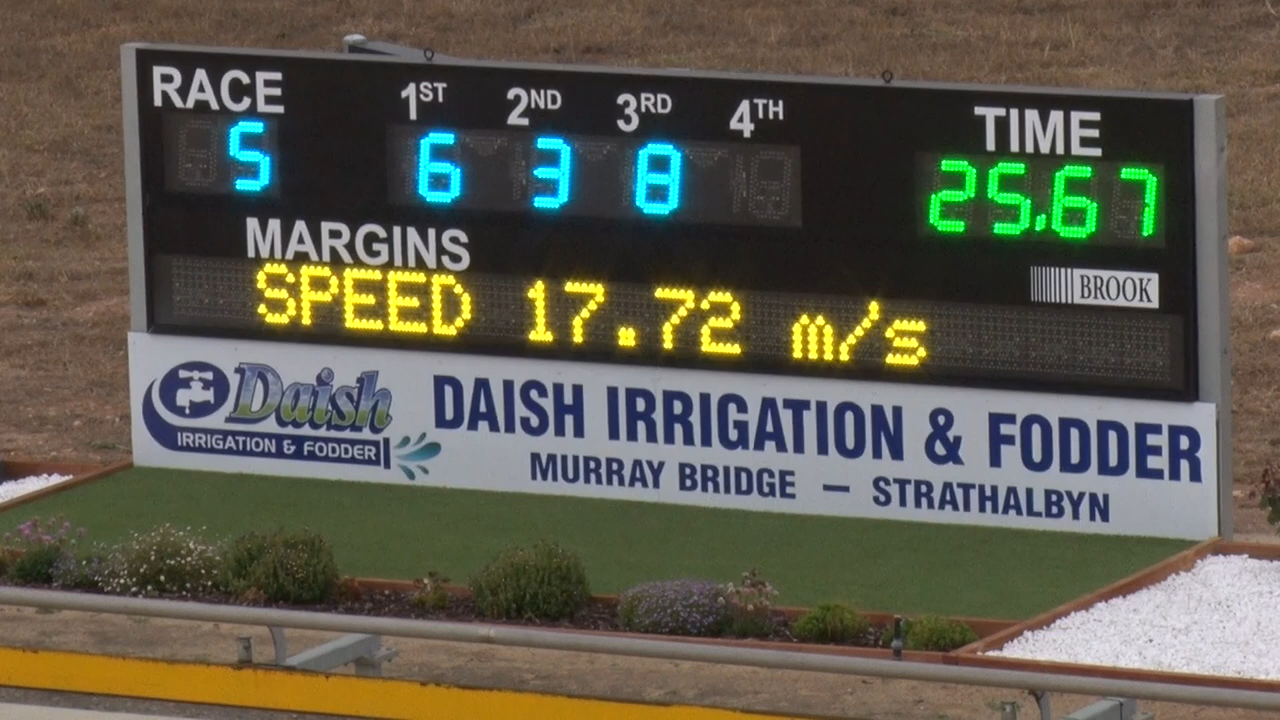 RACE 1ST 2ND 3RD 4TH TIME
5 6 3 8 25.67
MARGINS
BROOK
SPEED 17.72 m/s
Daish
IRRIGATION & FODDER
DAISH IRRIGATION & FODDER
MURRAY BRIDGE – STRATHALBYN